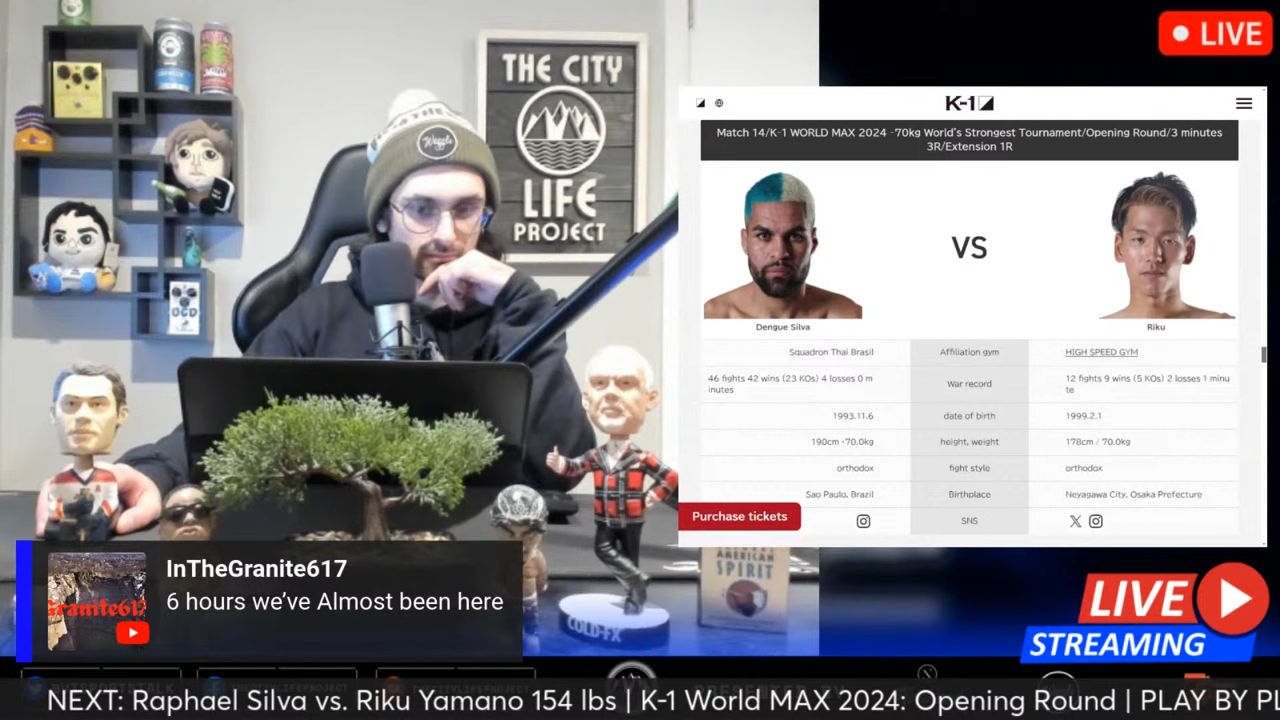 LIVE
THE CITY
LIFE
PROJECT
Waggle
OCD
K-1
Match 14/K-1 WORLD MAX 2024 -70kg World's Strongest Tournament/Opening Round/3 minutes
3R/Extension 1R
VS
Dengue Silva
Riku
Squadron Thai Brasil
Affiliation gym
HIGH SPEED GYM
46 fights 42 wins (23 KOs) 4 losses 0 m
inutes
War record
12 fights 9 wins (5 KOs) 2 losses 1 minu
te
1993.11.6
date of birth
1999.2.1
190cm ·70.0kg
height, weight
178cm / 70.0kg
orthodox
fight style
orthodox
Sao Paulo, Brazil
Birthplace
Neyagawa City, Osaka Prefecture
SNS
Purchase tickets
AMERICAN
SPIRIT
COLD-FX
InTheGranite617
6 hours we've Almost been here
LIVE
STREAMING
NEXT: Raphael Silva vs. Riku Yamano 154 lbs | K-1 World MAX 2024: Opening Round | PLAY BY PL